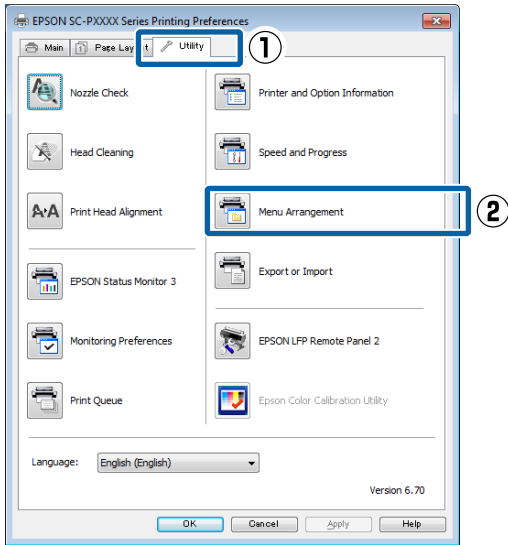 EPSON SC-PXXXX Series Printing Preferences
Main
Utility
①
Nozzle Check
Printer and Option Information
Head Cleaning
Speed and Progress
A A Print Head Alignment
Menu Arrangement
②
EPSON Status Monitor 3
Export or Import
Monitoring Preferences
EPSON LFP Remote Panel 2
Print Queue
Epson Color Calibration Utility
Language: English (English)
Version 6.70
OK Cancel Apply Help